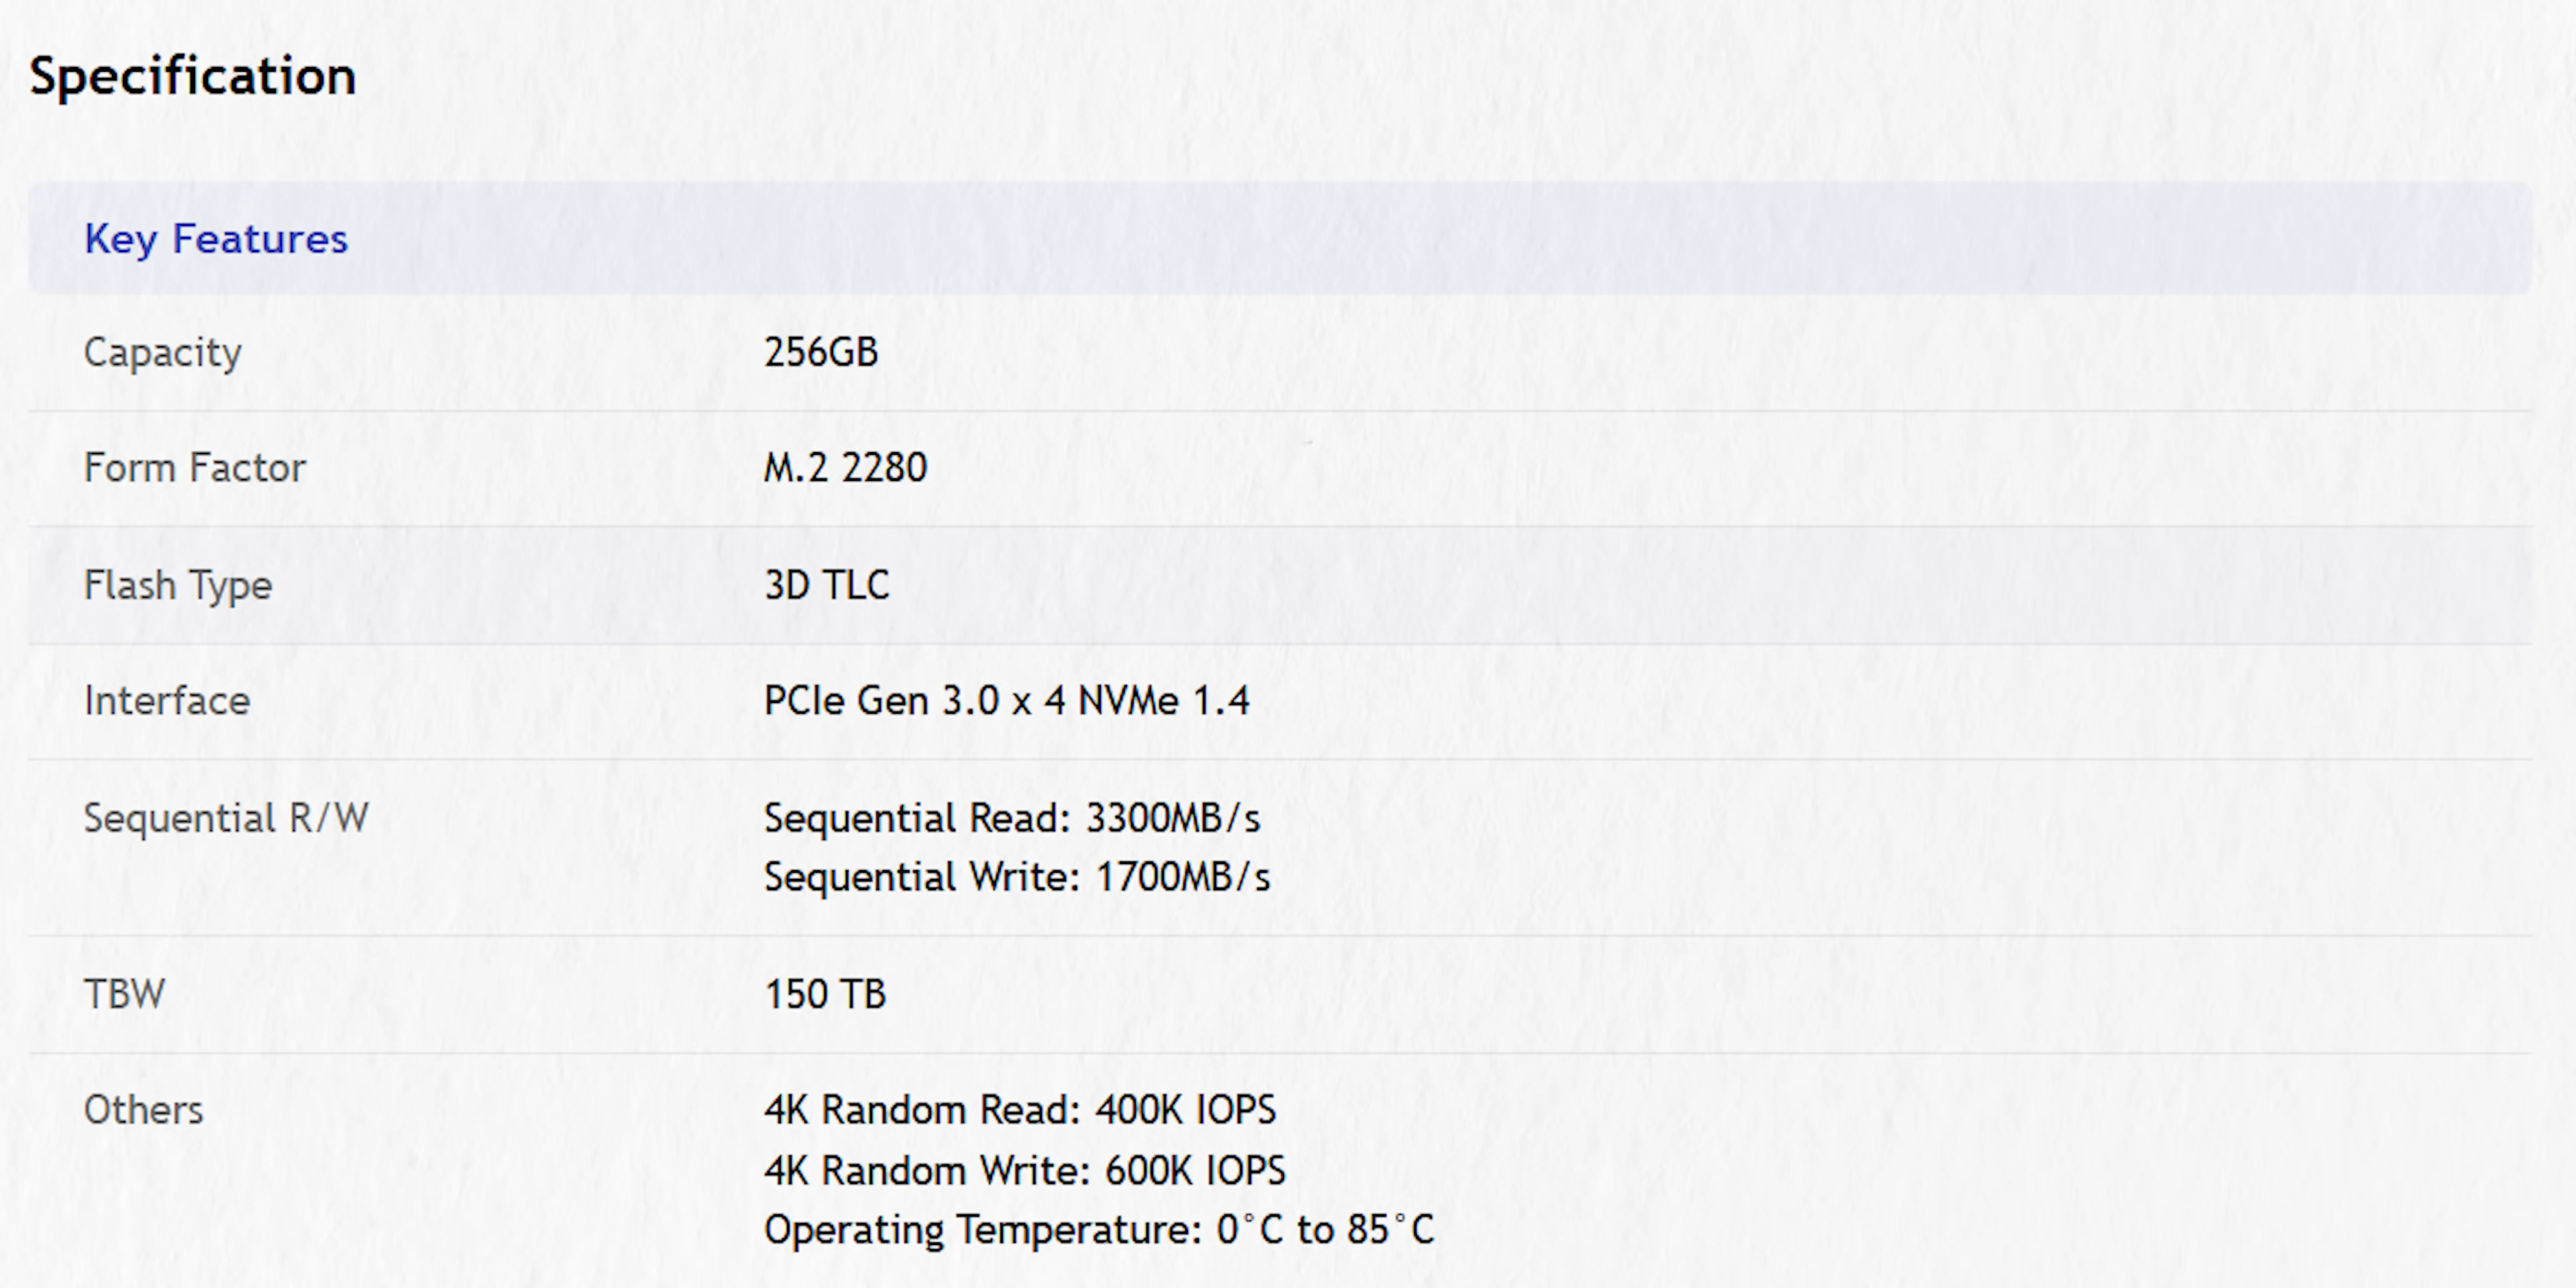 Specification
Key Features
Capacity 256GB
Form Factor M.2 2280
Flash Type 3D TLC
Interface PCIe Gen 3.0 x 4 NVMe 1.4
Sequential R/W Sequential Read: 3300MB/s
Sequential Write: 1700MB/s
TBW 150 TB
Others 4K Random Read: 400K IOPS
4K Random Write: 600K IOPS
Operating Temperature: 0°C to 85°C